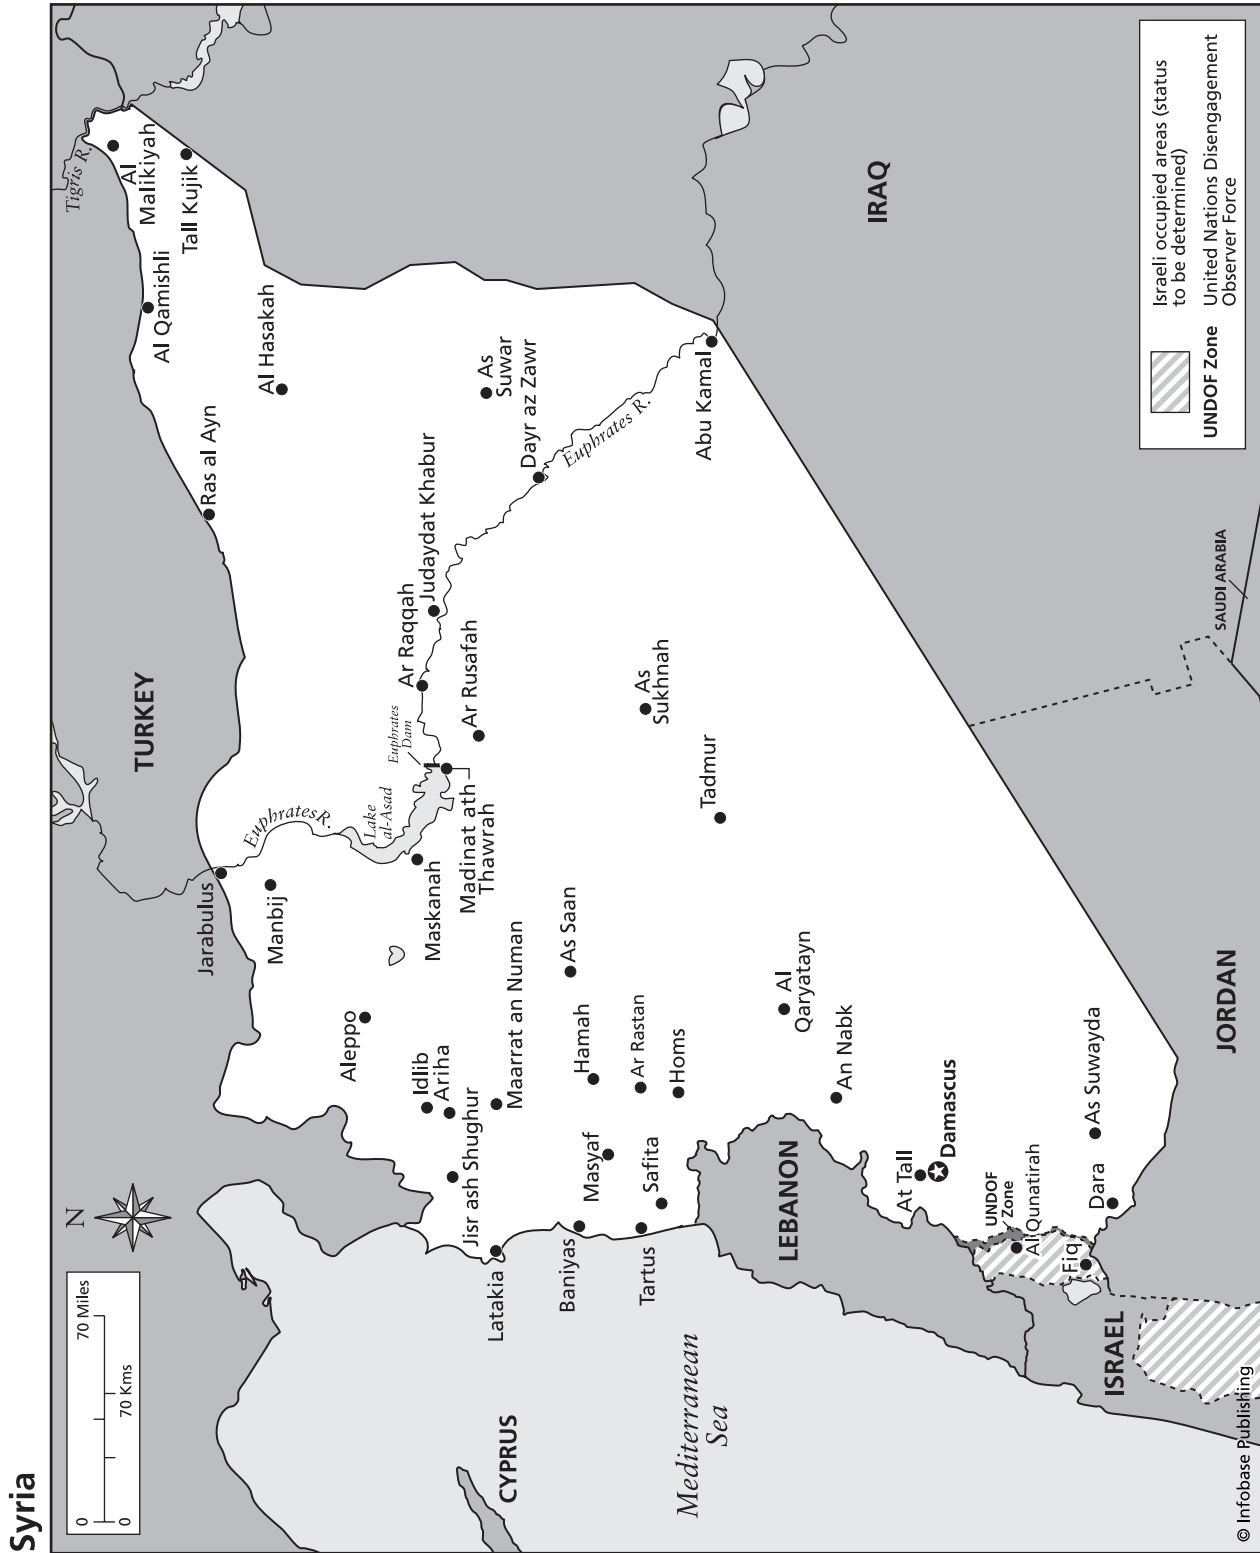 Syria
0
70 Miles
0
70 Kms
N
Tigris R.
Al
Malikiyah
Tall Kujik
Al Qamishli
Al Hasakah
Ras al Ayn
As
Suwar
Dayr az Zawr
Euphrates R.
Abu Kamal
Judaydat Khabur
Ar Raqqah
Ar Rusafah
Euphrates
Dam
Lake
al-Asad
Madinat ath
Thawrah
Maskanah
Euphrates R.
Jarabulus
Manbij
TURKEY
Aleppo
Idlib
Ariha
Jisr ash Shughur
Maarrat an Numan
As Saan
Hamah
Ar Rastan
Homs
Masyaf
Safita
Latakia
Baniyas
Tartus
As
Sukhnah
Tadmur
Al
Qaryatayn
An Nabk
At Tall
Damascus
UNDOF
Zone
Al Qunatirah
Fiq
Dara
As Suwayda
CYPRUS
Mediterranean
Sea
LEBANON
ISRAEL
JORDAN
SAUDI ARABIA
IRAQ
Israeli occupied areas (status
to be determined)
UNDOF Zone United Nations Disengagement
Observer Force
© Infobase Publishing